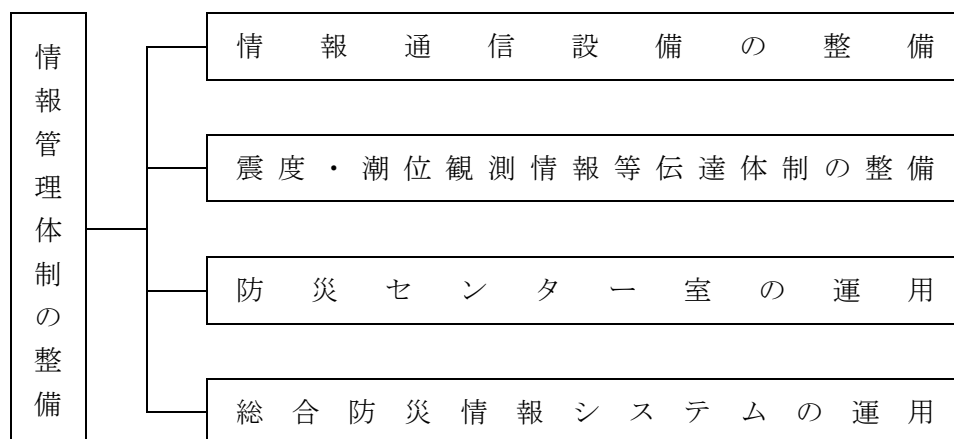 情報管理体制の整備
情報通信設備の整備
震度・潮位観測情報等伝達体制の整備
防災センター室の運用
総合防災情報システムの運用